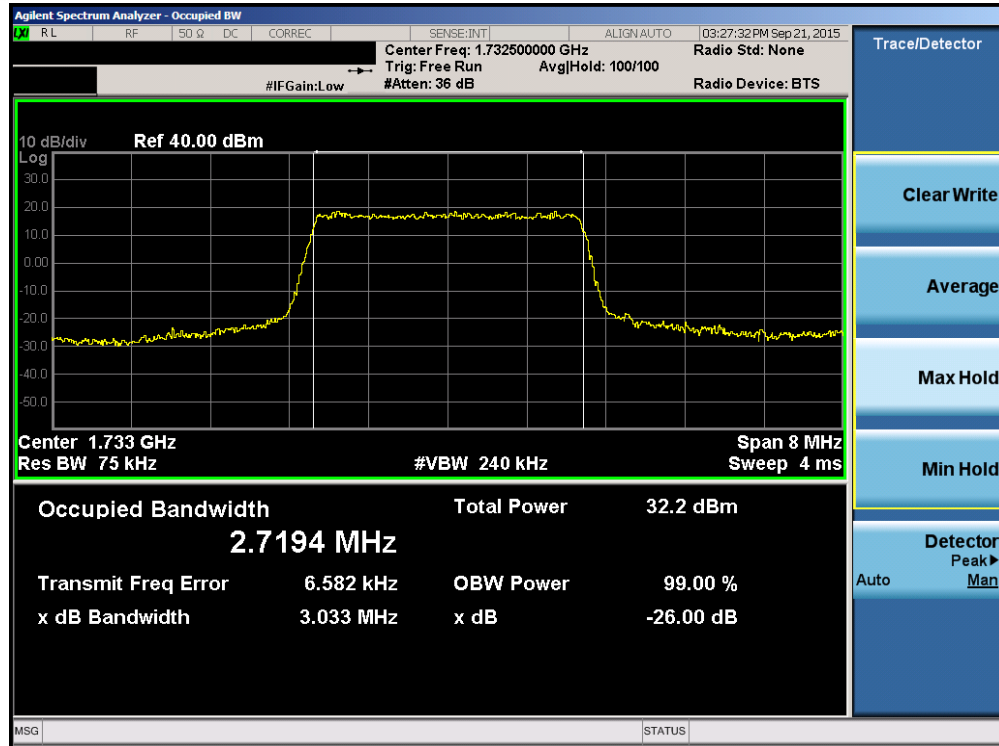 Agilent Spectrum Analyzer - Occupied BW
LXI RL RF 50 Ω DC CORREC SENSE:INT ALIGN AUTO 03:27:32 PM Sep 21, 2015
Center Freq: 1.732500000 GHz Radio Std: None
Trig: Free Run Avg|Hold: 100/100
#IFGain:Low #Atten: 36 dB Radio Device: BTS
10 dB/div Ref 40.00 dBm
Log
30.0
20.0
10.0
0.00
-10.0
-20.0
-30.0
-40.0
-50.0
Center 1.733 GHz Span 8 MHz
Res BW 75 kHz #VBW 240 kHz Sweep 4 ms
Occupied Bandwidth Total Power 32.2 dBm
2.7194 MHz
Transmit Freq Error 6.582 kHz OBW Power 99.00 %
x dB Bandwidth 3.033 MHz x dB -26.00 dB
MSG STATUS
Trace/Detector
Clear Write
Average
Max Hold
Min Hold
Detector
Peak▶
Auto Man